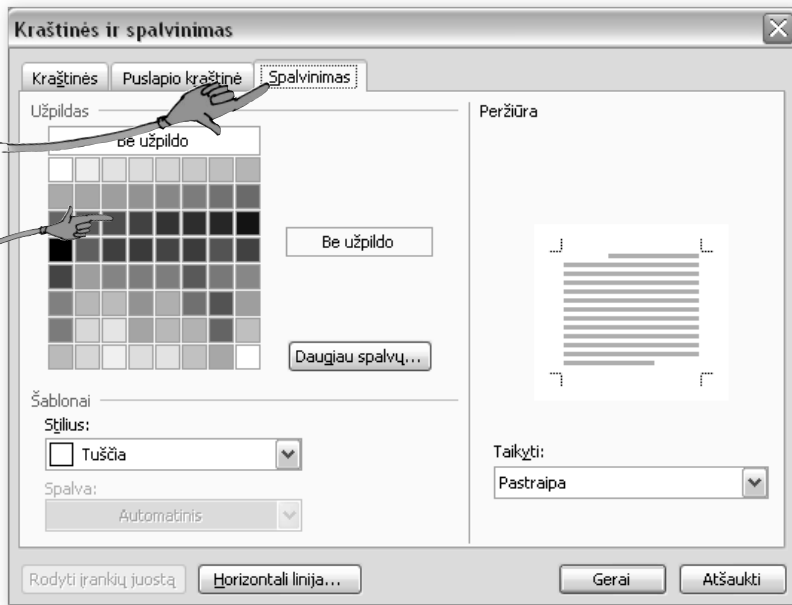 Kraštinės ir spalvinimas
Kraštinės
Puslapio kraštinė
Spalvinimas
Užpildas
Be užpildo
Be užpildo
Daugiau spalvų...
Šablonai
Stilius:
Tuščia
Spalva:
Automatinis
Peržiūra
Taikyti:
Pastraipa
Rodyti įrankių juostą
Horizontali linija...
Gerai
Atšaukti